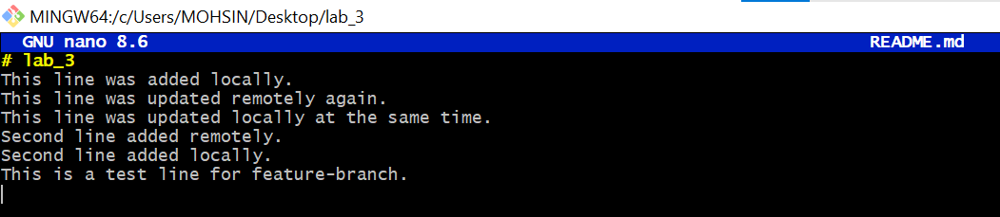 MINGW64:/c/Users/MOHSIN/Desktop/lab_3
GNU nano 8.6 README.md
# lab_3
This line was added locally.
This line was updated remotely again.
This line was updated locally at the same time.
Second line added remotely.
Second line added locally.
This is a test line for feature-branch.